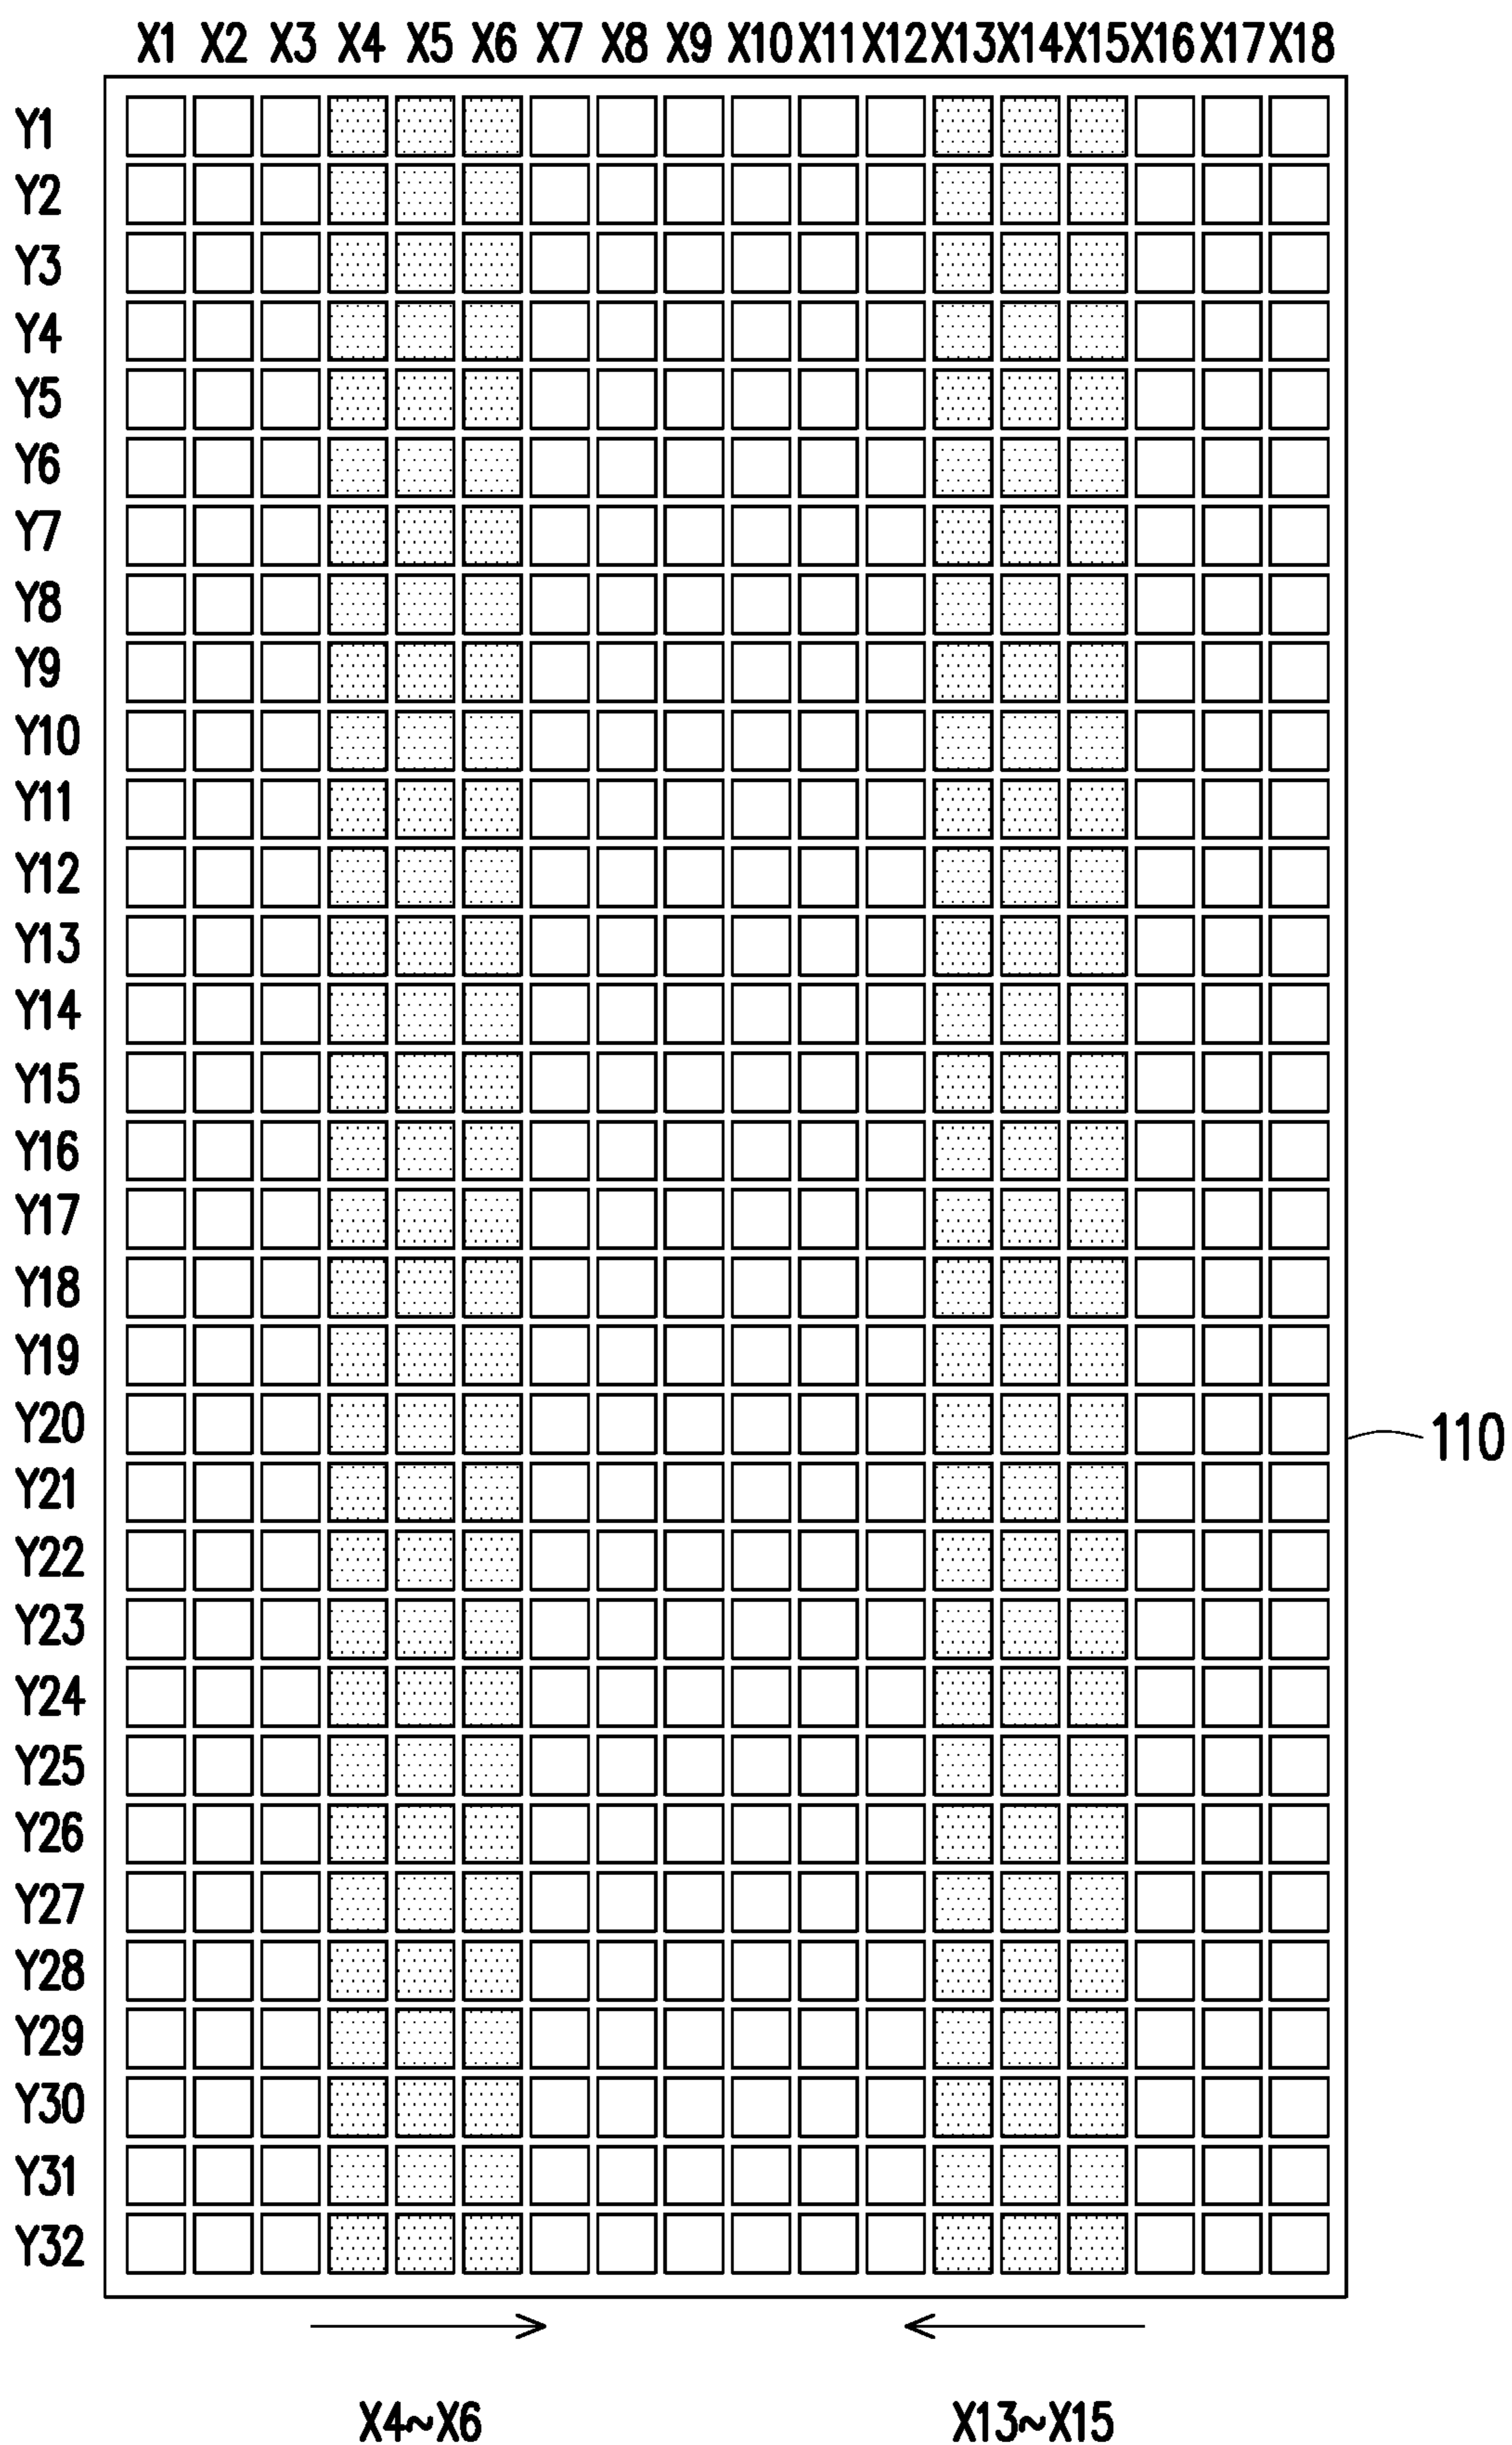 X1 X2 X3 X4 X5 X6 X7 X8 X9 X10 X11 X12 X13 X14 X15 X16 X17 X18
Y1
Y2
Y3
Y4
Y5
Y6
Y7
Y8
Y9
Y10
Y11
Y12
Y13
Y14
Y15
Y16
Y17
Y18
Y19
Y20
110
Y21
Y22
Y23
Y24
Y25
Y26
Y27
Y28
Y29
Y30
Y31
Y32
X4~X6 X13~X15